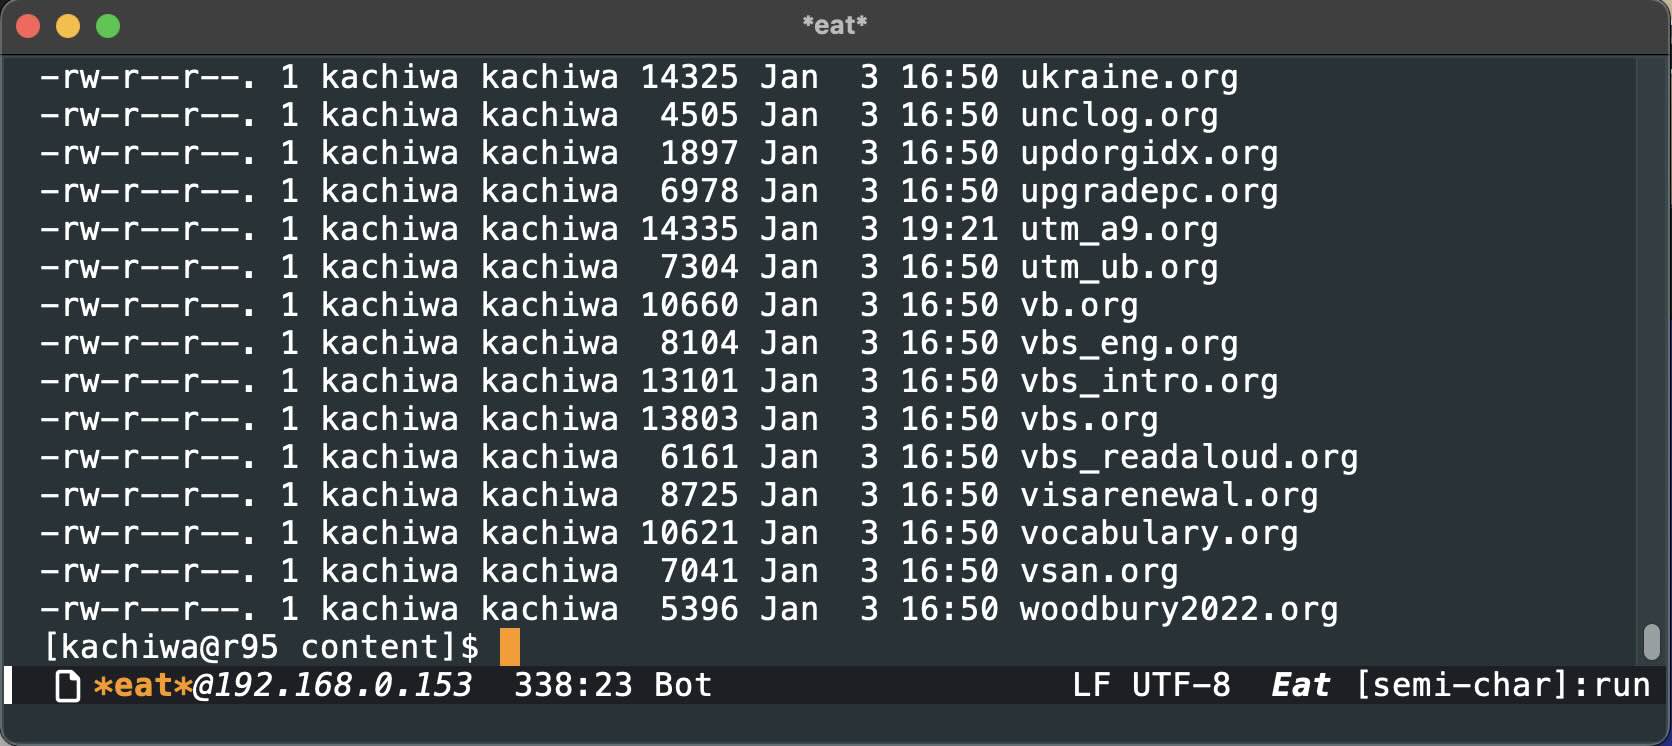 *eat*
-rw-r--r--. 1 kachiwa kachiwa 14325 Jan  3 16:50 ukraine.org
-rw-r--r--. 1 kachiwa kachiwa  4505 Jan  3 16:50 unclog.org
-rw-r--r--. 1 kachiwa kachiwa  1897 Jan  3 16:50 updorgidx.org
-rw-r--r--. 1 kachiwa kachiwa  6978 Jan  3 16:50 upgradepc.org
-rw-r--r--. 1 kachiwa kachiwa 14335 Jan  3 19:21 utm_a9.org
-rw-r--r--. 1 kachiwa kachiwa  7304 Jan  3 16:50 utm_ub.org
-rw-r--r--. 1 kachiwa kachiwa 10660 Jan  3 16:50 vb.org
-rw-r--r--. 1 kachiwa kachiwa  8104 Jan  3 16:50 vbs_eng.org
-rw-r--r--. 1 kachiwa kachiwa 13101 Jan  3 16:50 vbs_intro.org
-rw-r--r--. 1 kachiwa kachiwa 13803 Jan  3 16:50 vbs.org
-rw-r--r--. 1 kachiwa kachiwa  6161 Jan  3 16:50 vbs_readaloud.org
-rw-r--r--. 1 kachiwa kachiwa  8725 Jan  3 16:50 visarenewal.org
-rw-r--r--. 1 kachiwa kachiwa 10621 Jan  3 16:50 vocabulary.org
-rw-r--r--. 1 kachiwa kachiwa  7041 Jan  3 16:50 vsan.org
-rw-r--r--. 1 kachiwa kachiwa  5396 Jan  3 16:50 woodbury2022.org
[kachiwa@r95 content]$
*eat*@192.168.0.153  338:23 Bot LF UTF-8  Eat [semi-char]:run